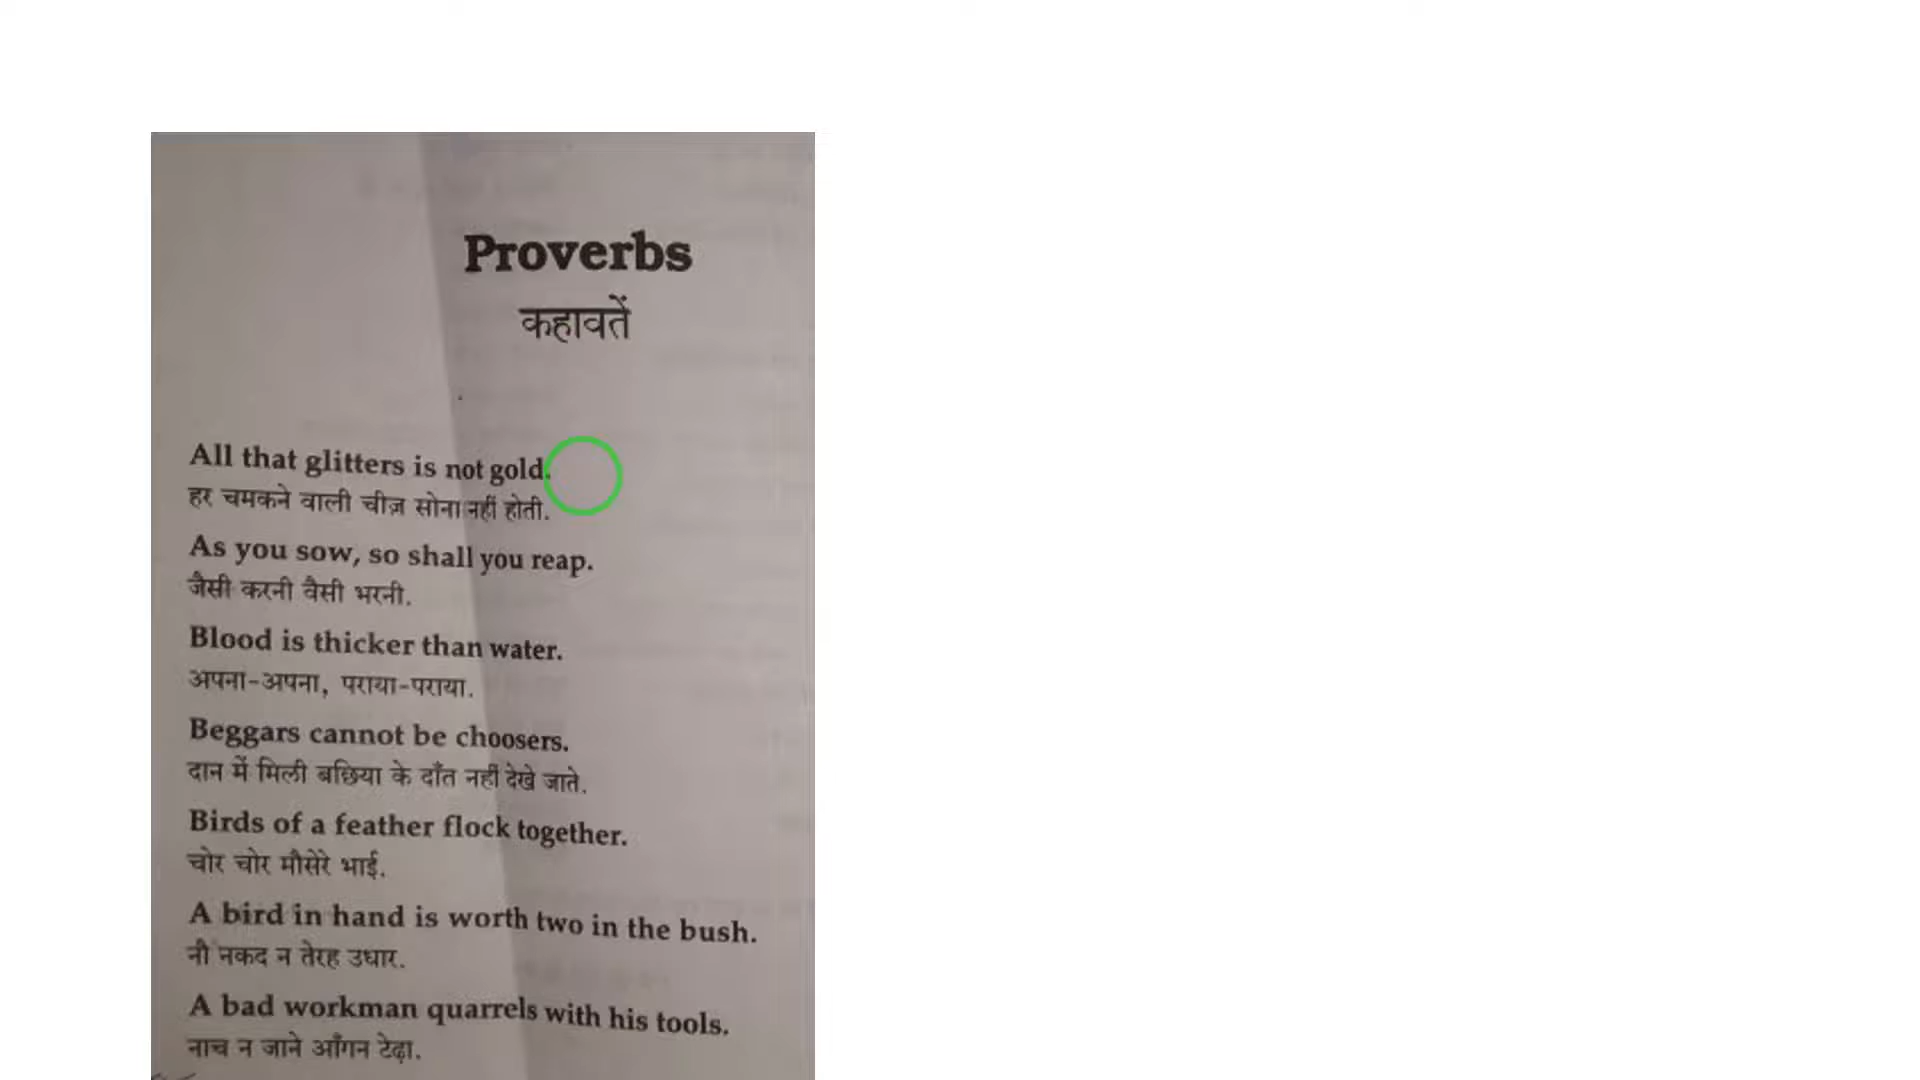 Proverbs
कहावतें
All that glitters is not gold.
हर चमकने वाली चीज़ सोना नहीं होती.
As you sow, so shall you reap.
जैसी करनी वैसी भरनी.
Blood is thicker than water.
अपना-अपना, पराया-पराया.
Beggars cannot be choosers.
दान में मिली बछिया के दाँत नहीं देखे जाते.
Birds of a feather flock together.
चोर चोर मौसेरे भाई.
A bird in hand is worth two in the bush.
नौ नकद न तेरह उधार.
A bad workman quarrels with his tools.
नाच न जाने आँगन टेढ़ा.